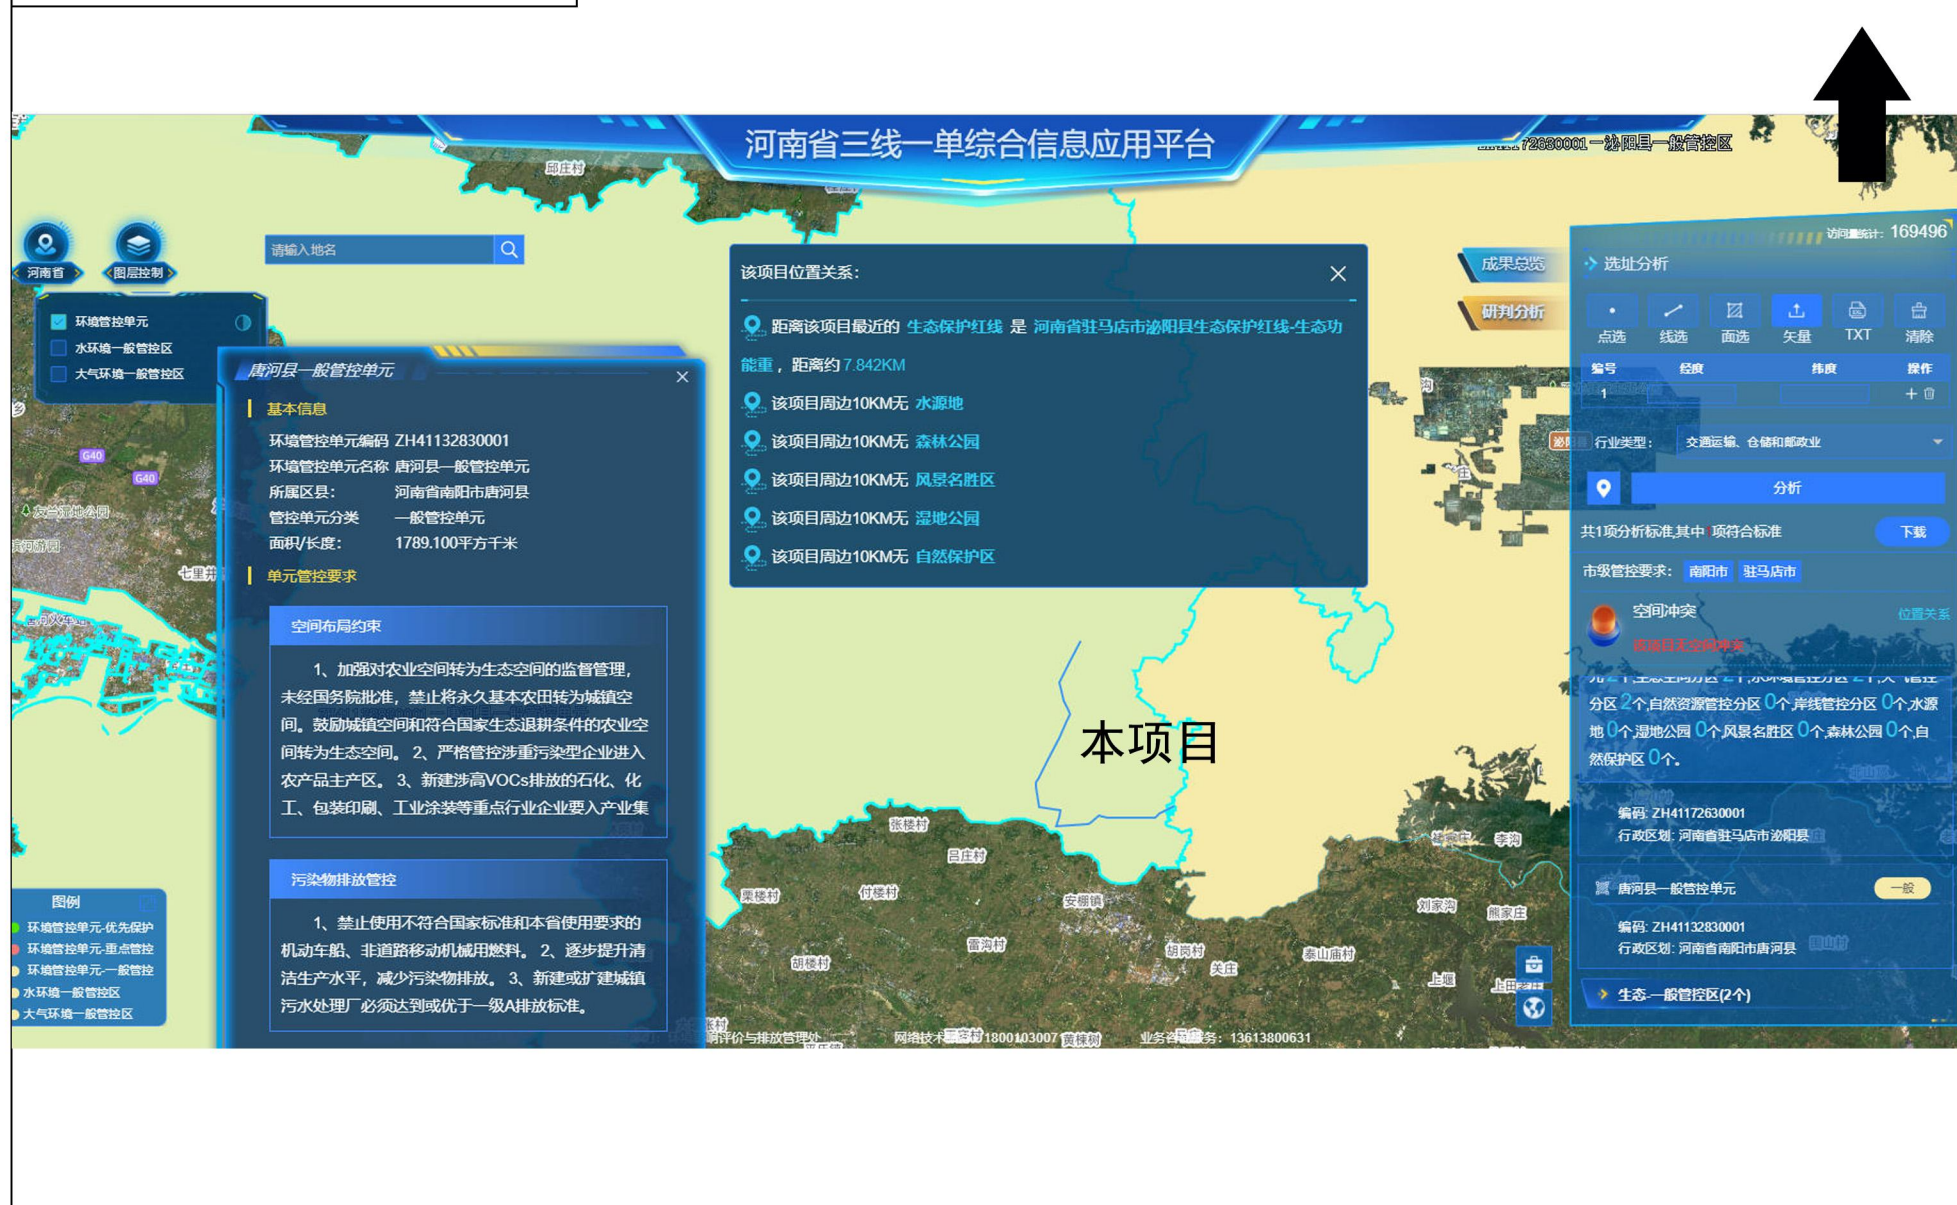 河南省三线一单综合信息应用平台
72630001—泌阳县一般管控区
邱庄村
访问量统计：169496
河南省
图层控制
请输入地名
环境管控单元
水环境一般管控区
大气环境一般管控区
该项目位置关系：
距离该项目最近的 生态保护红线 是 河南省驻马店市泌阳县生态保护红线-生态功
能重，距离约7.842KM
该项目周边10KM无 水源地
该项目周边10KM无 森林公园
该项目周边10KM无 风景名胜区
该项目周边10KM无 湿地公园
该项目周边10KM无 自然保护区
成果总览
研判分析
选址分析
点选
线选
面选
矢量
TXT
清除
编号 经度 纬度 操作
1
行业类型： 交通运输、仓储和邮政业
分析
共1项分析标准,其中 项符合标准
下载
市级管控要求： 南阳市 驻马店市
空间冲突
位置关系
该项目无空间冲突
分区 2个,自然资源管控分区 0个,岸线管控分区 0个,水源
地 0个,湿地公园 0个,风景名胜区 0个,森林公园 0个,自
然保护区 0个。
编码: ZH41172630001
行政区划: 河南省驻马店市泌阳县
唐河县一般管控单元
一般
编码: ZH41132830001
行政区划: 河南省南阳市唐河县
生态-一般管控区(2个)
唐河县一般管控单元
基本信息
环境管控单元编码 ZH41132830001
环境管控单元名称 唐河县一般管控单元
所属区县： 河南省南阳市唐河县
管控单元分类 一般管控单元
面积/长度： 1789.100平方千米
单元管控要求
空间布局约束
1、加强对农业空间转为生态空间的监督管理，
未经国务院批准，禁止将永久基本农田转为城镇空
间。鼓励城镇空间和符合国家生态退耕条件的农业空
间转为生态空间。 2、严格管控涉重污染型企业进入
农产品主产区。 3、新建涉高VOCs排放的石化、化
工、包装印刷、工业涂装等重点行业企业要入产业集
污染物排放管控
1、禁止使用不符合国家标准和本省使用要求的
机动车船、非道路移动机械用燃料。 2、逐步提升清
洁生产水平，减少污染物排放。 3、新建或扩建城镇
污水处理厂必须达到或优于一级A排放标准。
G40
G40
七里井
本项目
张楼村
吕庄村
付楼村
栗楼村
安棚镇
雷沟村
胡楼村
胡岗村
关庄
泰山庙村
刘家沟
熊家庄
李沟
上堰
黄楝树
图例
环境管控单元-优先保护
环境管控单元-重点管控
环境管控单元-一般管控
水环境一般管控区
大气环境一般管控区
评价与排放管理处
网络技术
18001030071
业务咨询服务：13613800631